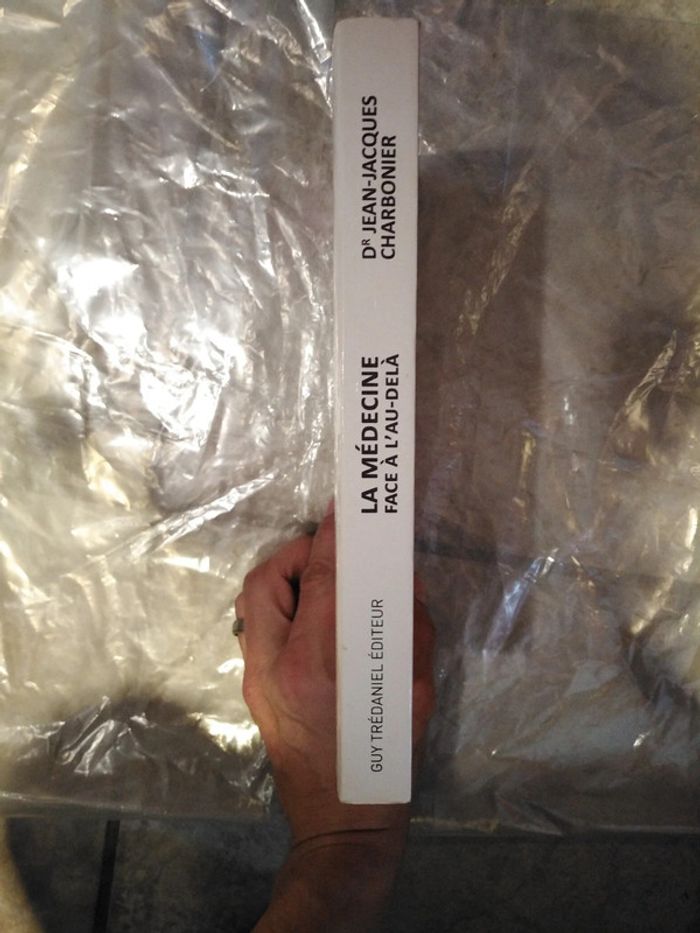 DR JEAN-JACQUES
CHARBONIER
LA MÉDECINE
FACE À L'AU-DELÀ
GUY TRÉDANIEL ÉDITEUR